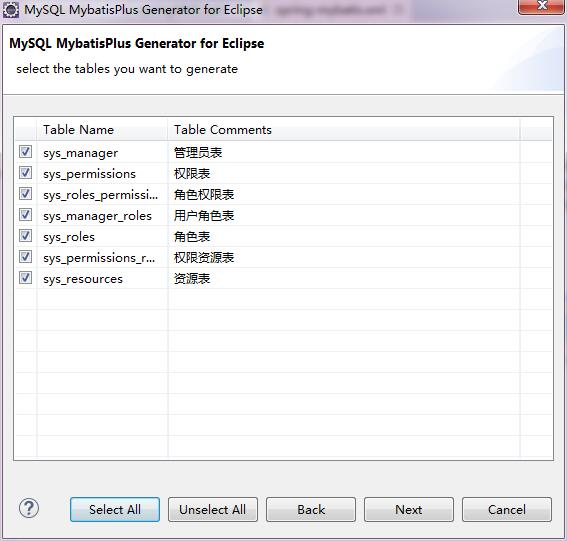 MySQL MybatisPlus Generator for Eclipse
MySQL MybatisPlus Generator for Eclipse
select the tables you want to generate
Table Name Table Comments
sys_manager 管理员表
sys_permissions 权限表
sys_roles_permissi... 角色权限表
sys_manager_roles 用户角色表
sys_roles 角色表
sys_permissions_r... 权限资源表
sys_resources 资源表
Select All Unselect All Back Next Cancel